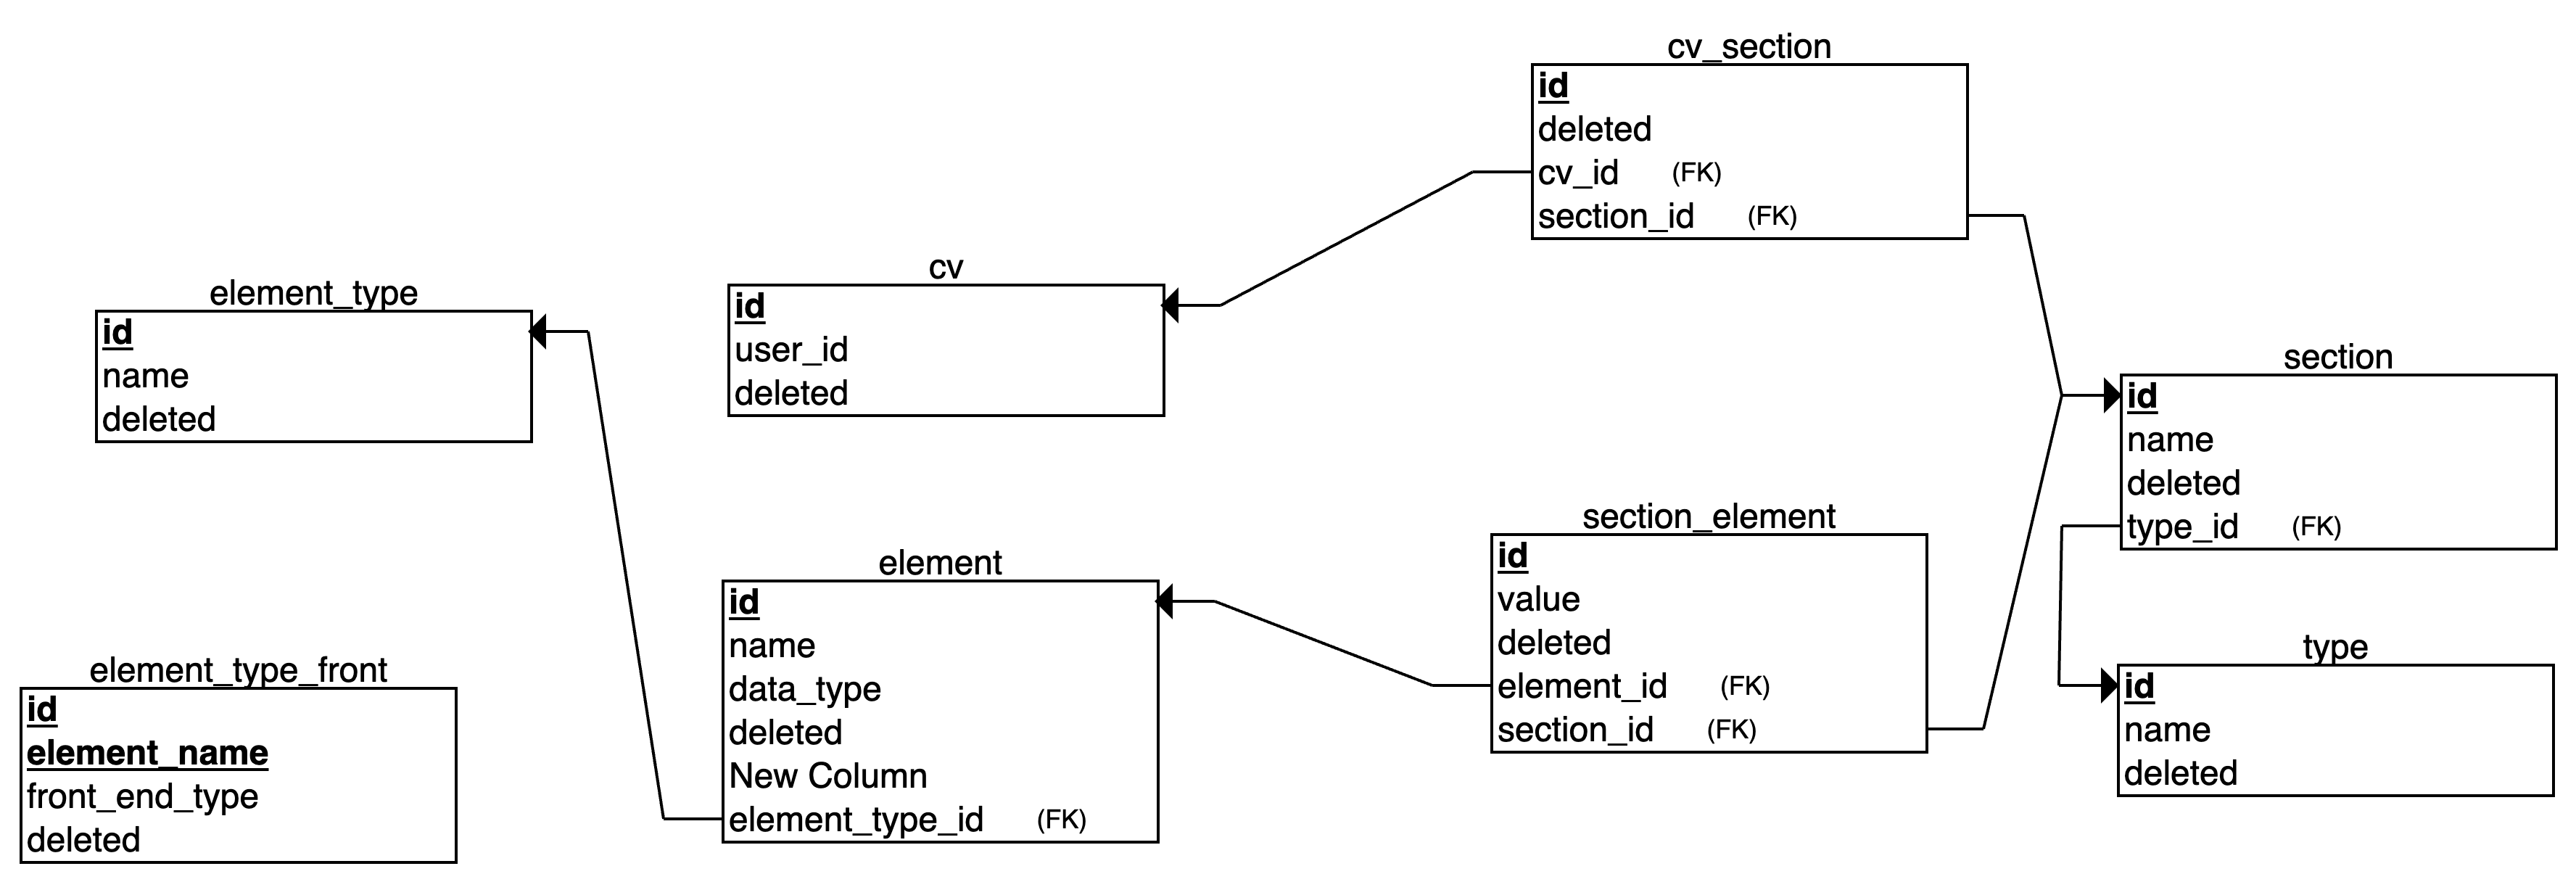 cv_section
id
deleted
cv_id (FK)
section_id (FK)
cv
id
user_id
deleted
element_type
id
name
deleted
section
id
name
deleted
type_id (FK)
section_element
id
value
deleted
element_id (FK)
section_id (FK)
element
id
name
data_type
deleted
New Column
element_type_id (FK)
type
id
name
deleted
element_type_front
id
element_name
front_end_type
deleted